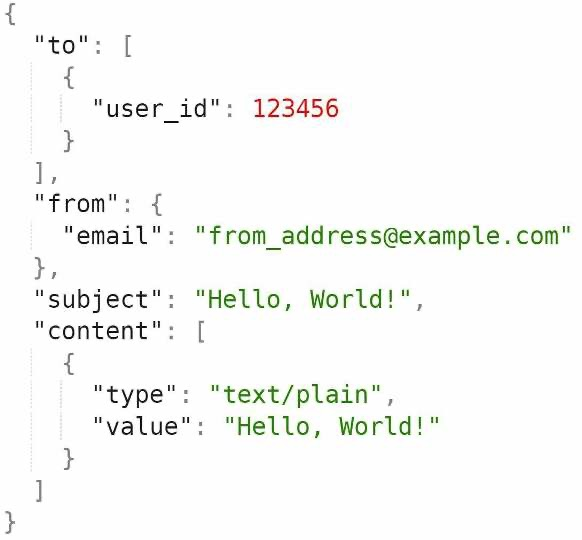 {
  "to": [
    {
      "user_id": 123456
    }
  ],
  "from": {
    "email": "from_address@example.com"
  },
  "subject": "Hello, World!",
  "content": [
    {
      "type": "text/plain",
      "value": "Hello, World!"
    }
  ]
}